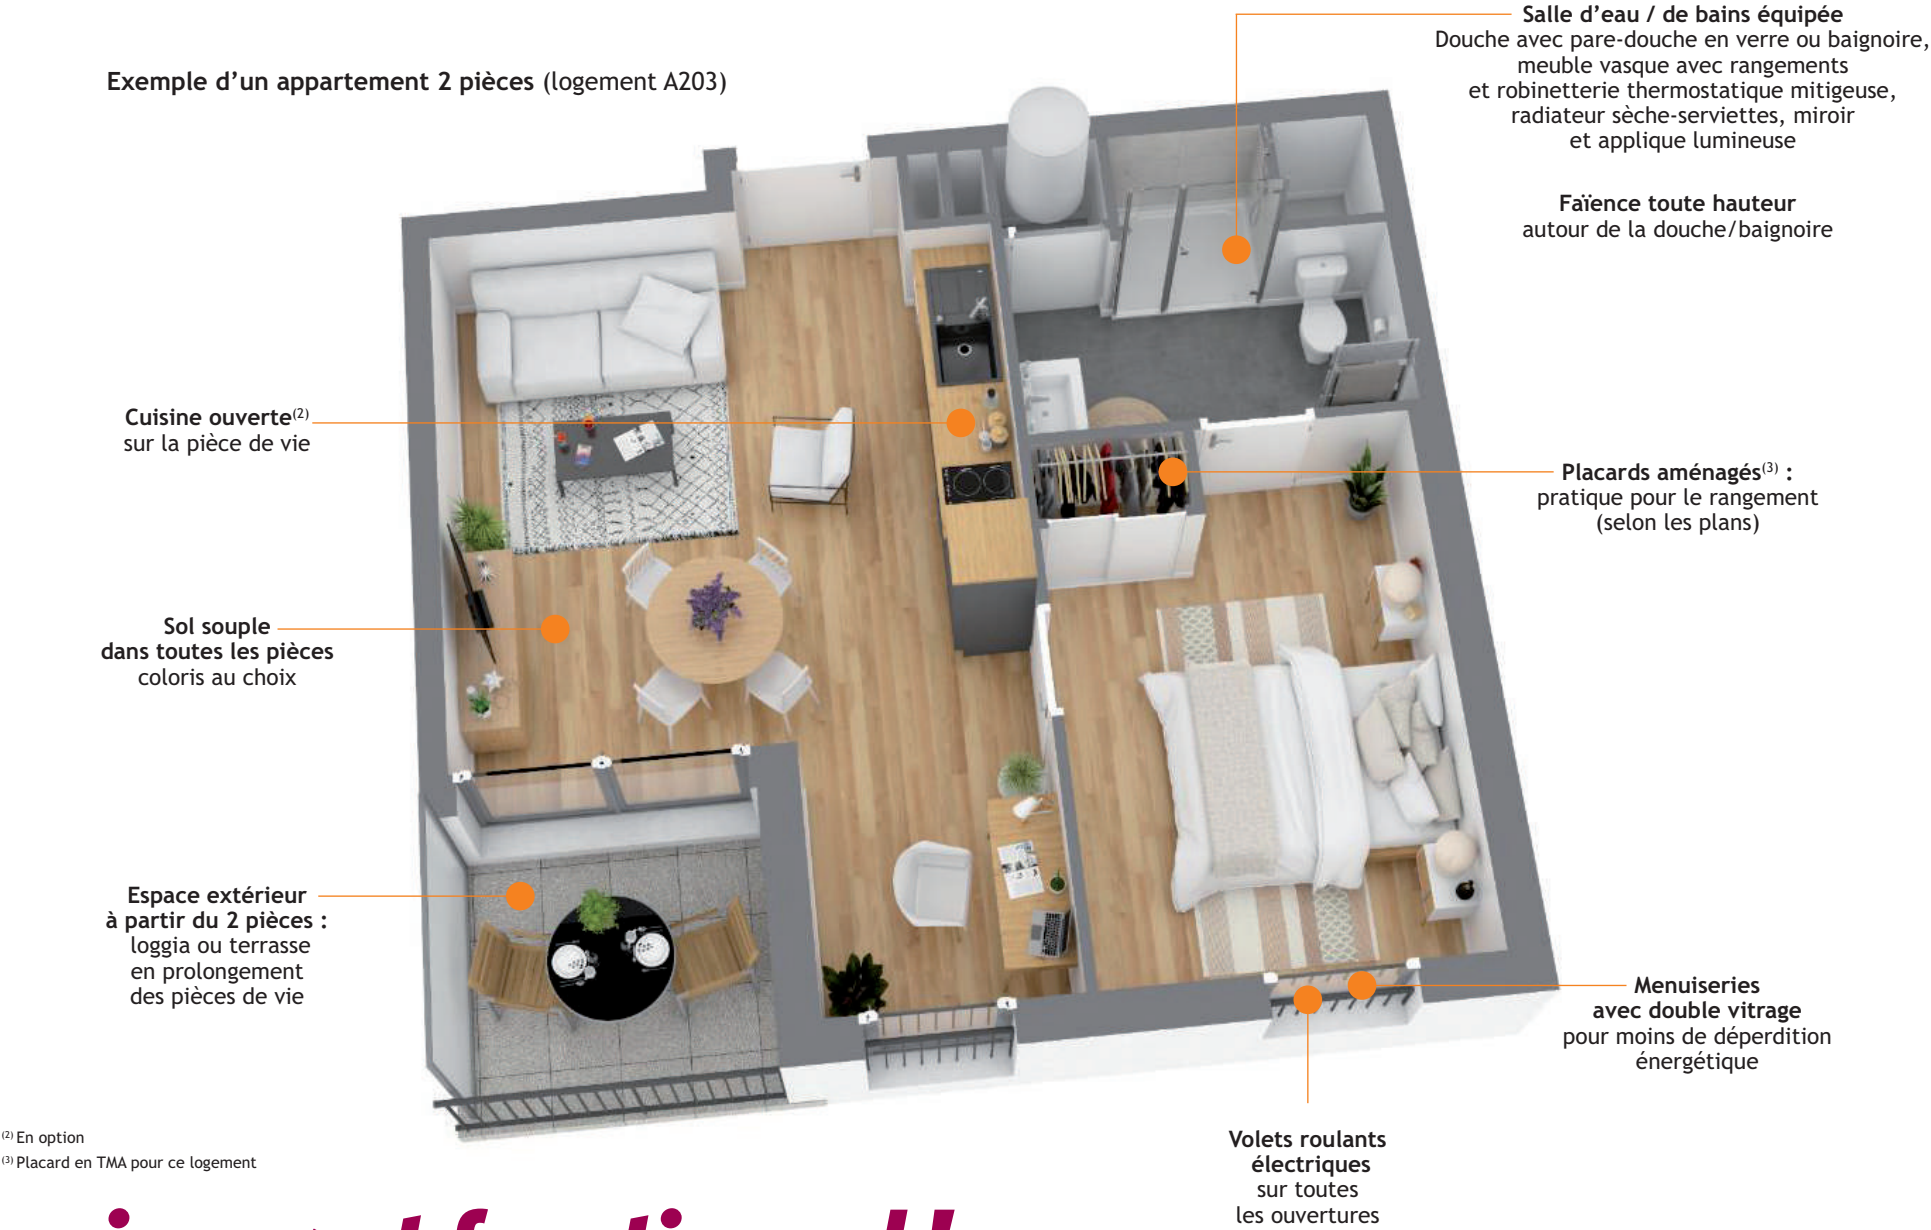 Exemple d'un appartement 2 pièces (logement A203)
Salle d'eau / de bains équipée
Douche avec pare-douche en verre ou baignoire,
meuble vasque avec rangements
et robinetterie thermostatique mitigeuse,
radiateur sèche-serviettes, miroir
et applique lumineuse
Faïence toute hauteur
autour de la douche/baignoire
Cuisine ouverte(2)
sur la pièce de vie
Placards aménagés(3) :
pratique pour le rangement
(selon les plans)
Sol souple
dans toutes les pièces
coloris au choix
Espace extérieur
à partir du 2 pièces :
loggia ou terrasse
en prolongement
des pièces de vie
Menuiseries
avec double vitrage
pour moins de déperdition
énergétique
Volets roulants
électriques
sur toutes
les ouvertures
(2) En option
(3) Placard en TMA pour ce logement